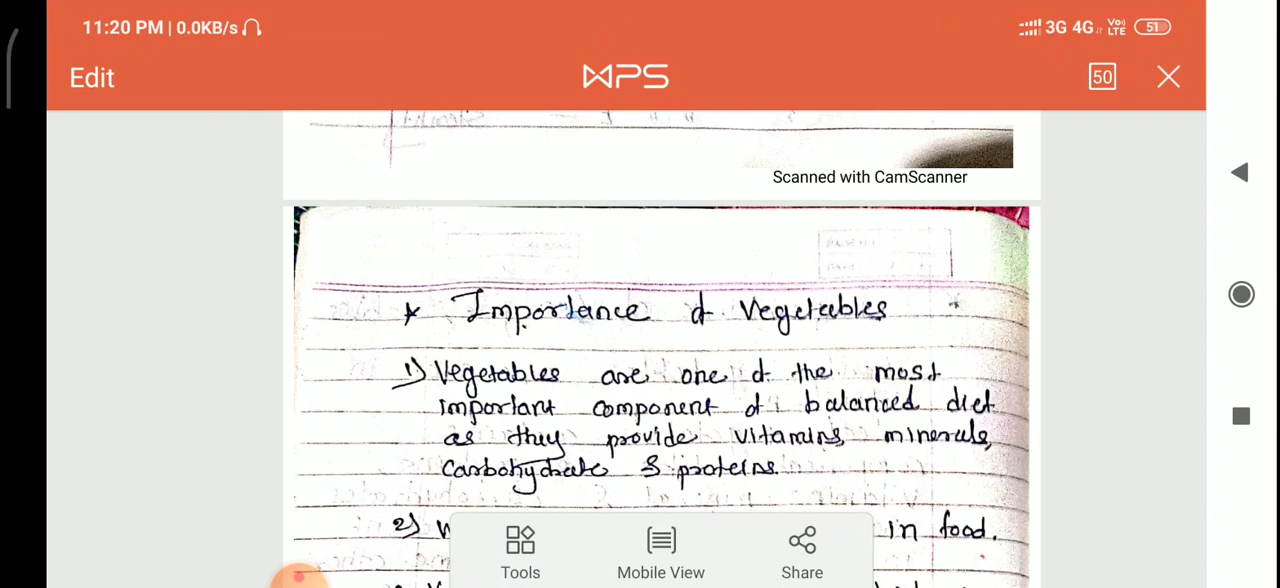 11:20 PM | 0.0KB/s 3G 4G Vo) LTE 51
Edit WPS 50
Scanned with CamScanner
* Importance of Vegetables
1) Vegetables are one of the most
important component of balanced diet
as they provide vitamins, minerals,
Carbohydrate & proteins.
2) in food.
Tools Mobile View Share